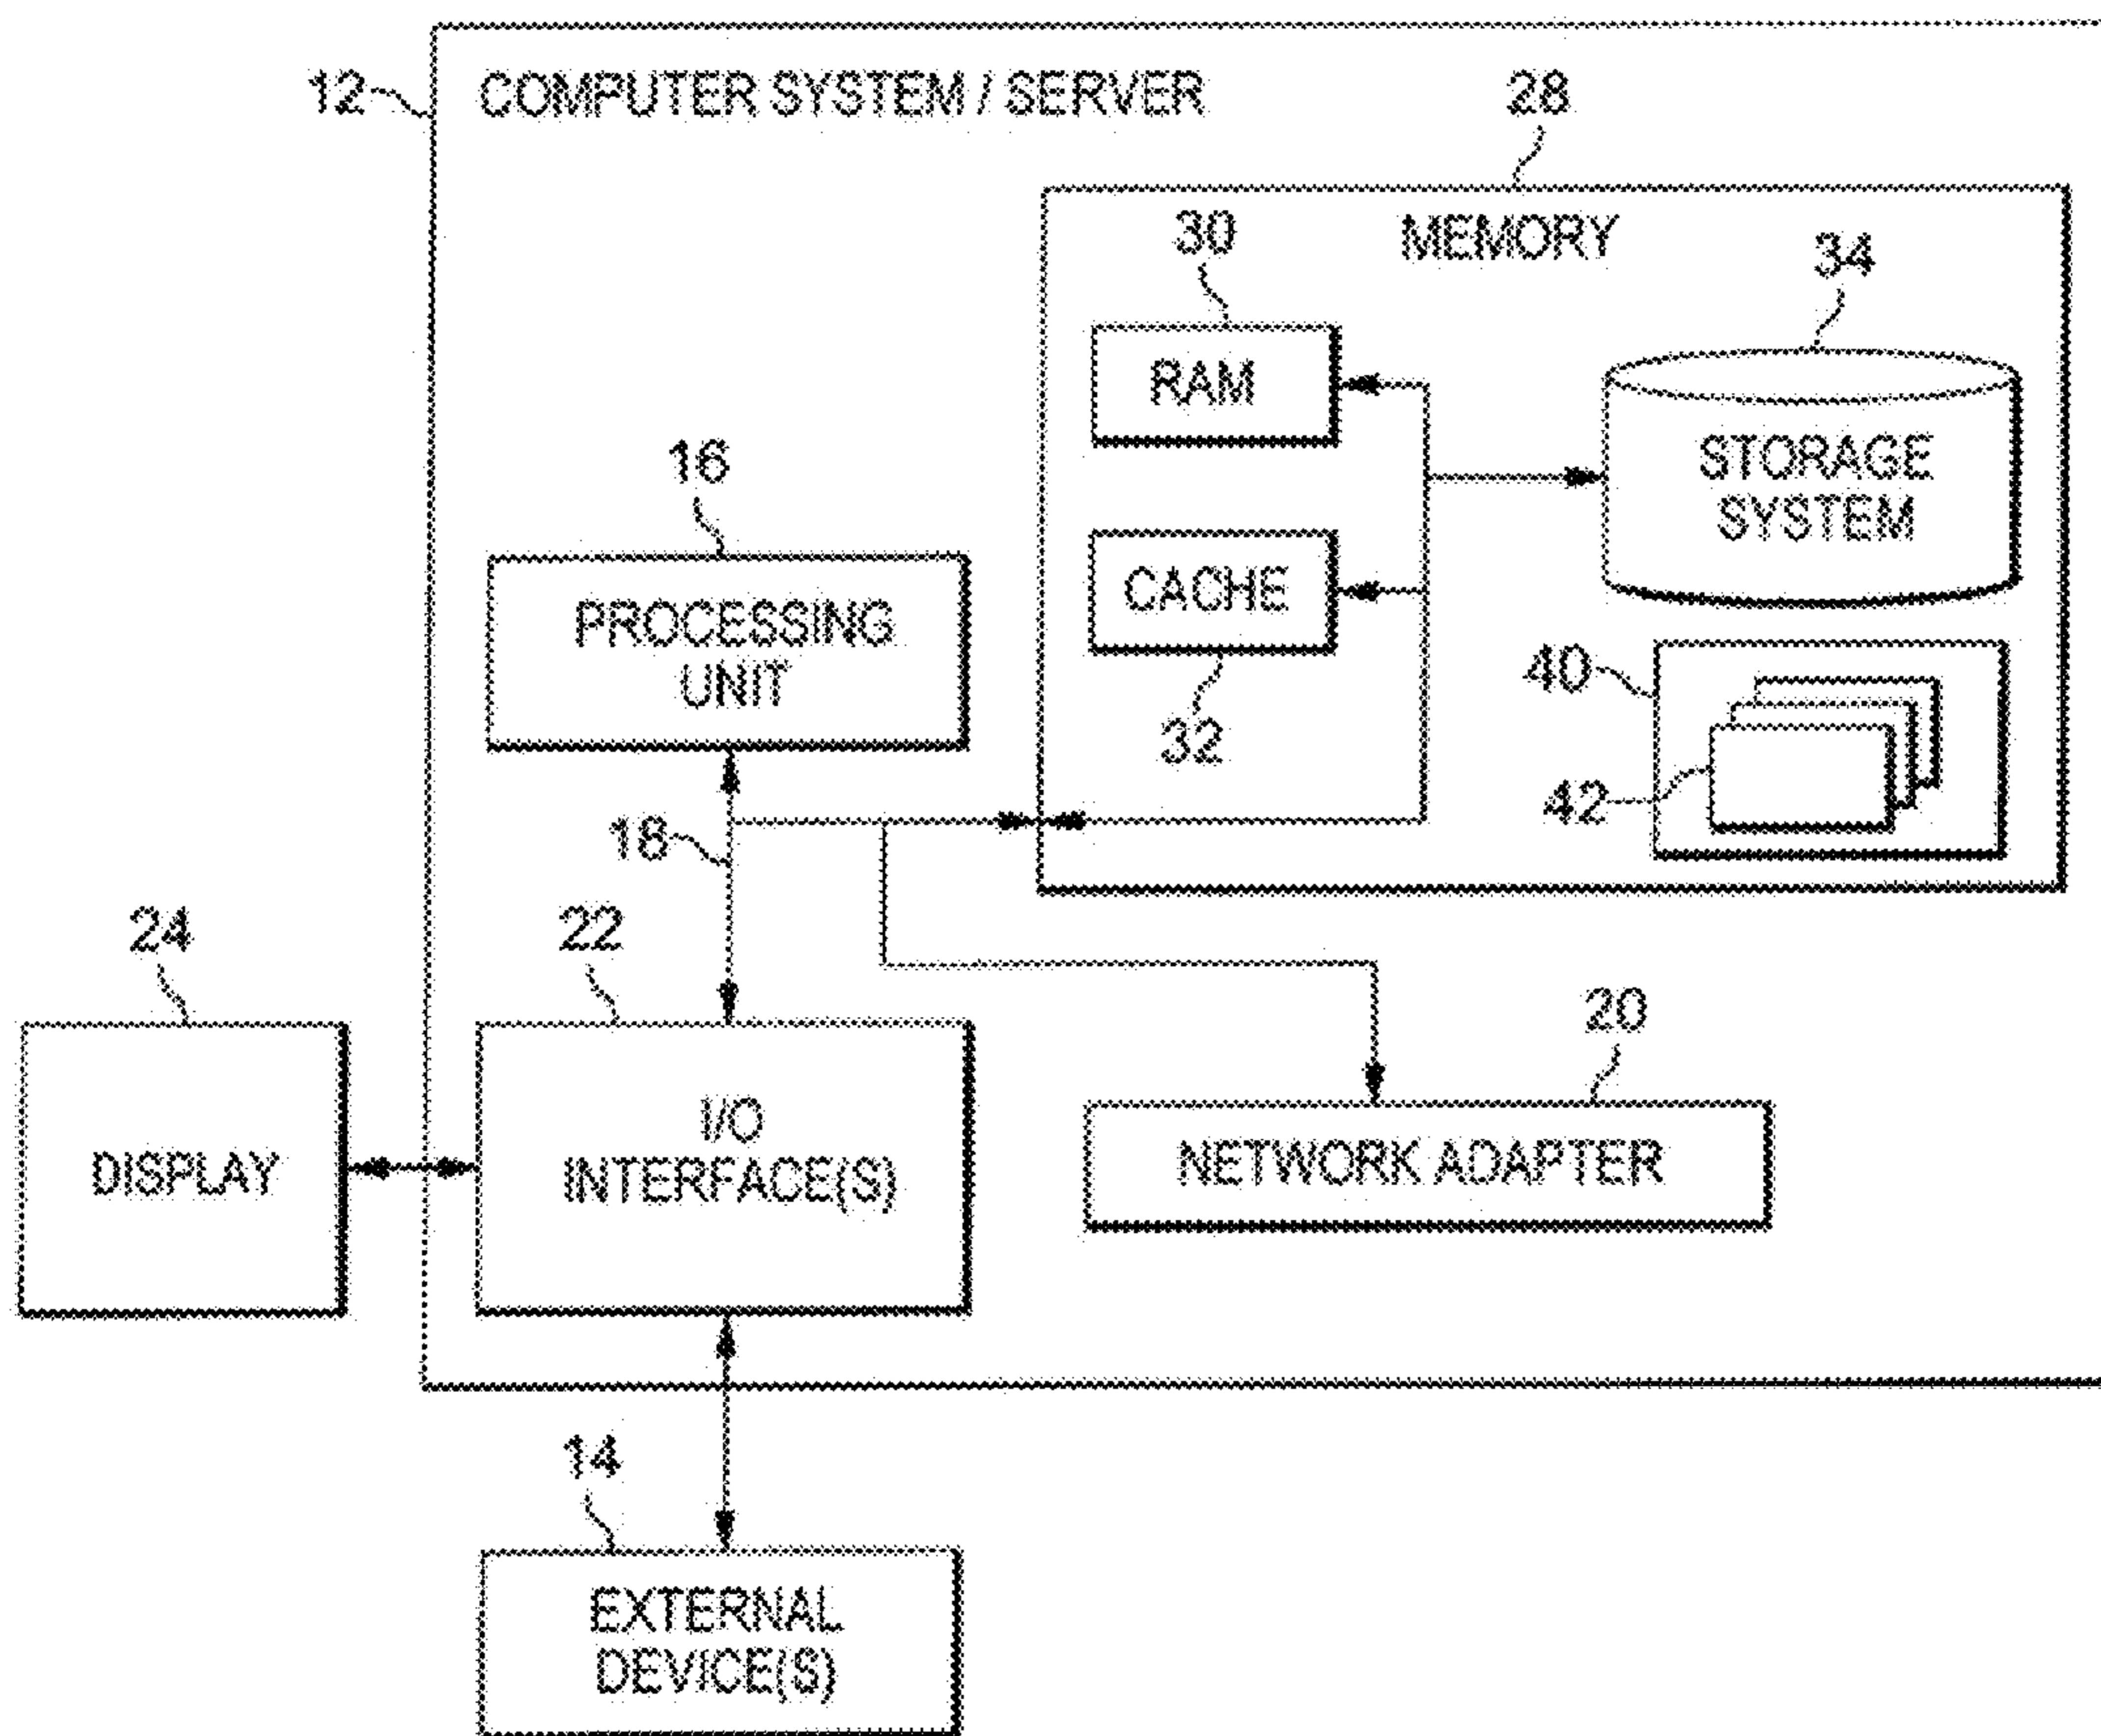 12
COMPUTER SYSTEM / SERVER
28
MEMORY
30
34
RAM
STORAGE
SYSTEM
16
PROCESSING
UNIT
CACHE
32
40
42
18
24
22
20
DISPLAY
I/O
INTERFACE(S)
NETWORK ADAPTER
14
EXTERNAL
DEVICE(S)